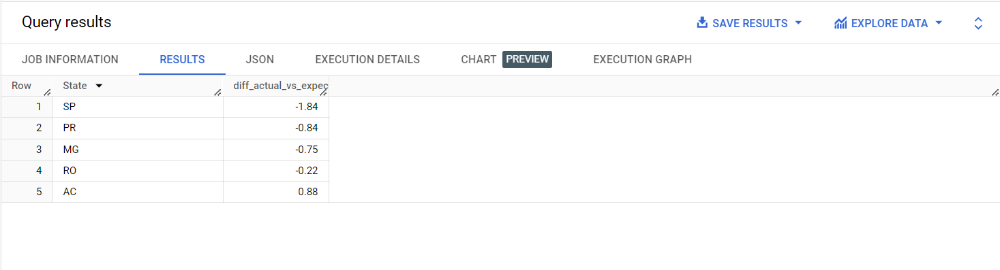 Query results SAVE RESULTS EXPLORE DATA
JOB INFORMATION RESULTS JSON EXECUTION DETAILS CHART PREVIEW EXECUTION GRAPH
Row State diff_actual_vs_expec
1 SP -1.84
2 PR -0.84
3 MG -0.75
4 RO -0.22
5 AC 0.88